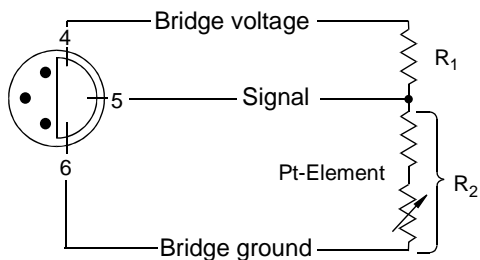 Bridge voltage
4
R1
5
Signal
6
Pt-Element
R2
Bridge ground